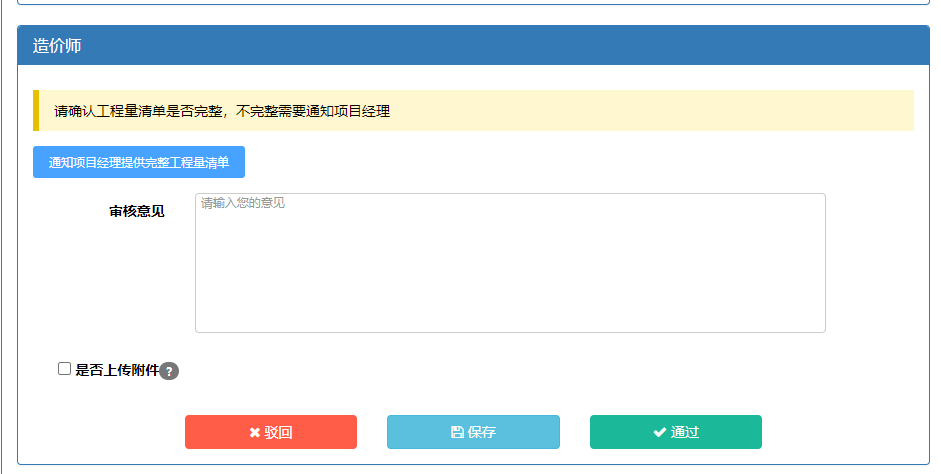 造价师
请确认工程量清单是否完整，不完整需要通知项目经理
通知项目经理提供完整工程量清单
审核意见
请输入您的意见
是否上传附件?
驳回
保存
通过